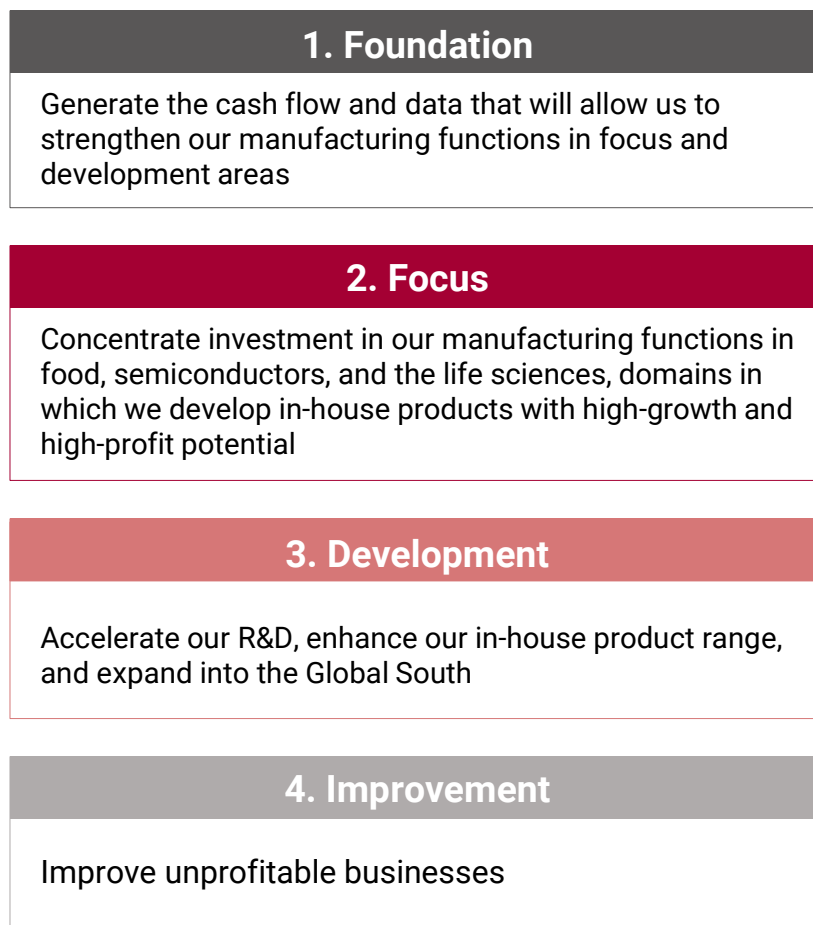 1. Foundation
Generate the cash flow and data that will allow us to
strengthen our manufacturing functions in focus and
development areas
2. Focus
Concentrate investment in our manufacturing functions in
food, semiconductors, and the life sciences, domains in
which we develop in-house products with high-growth and
high-profit potential
3. Development
Accelerate our R&D, enhance our in-house product range,
and expand into the Global South
4. Improvement
Improve unprofitable businesses